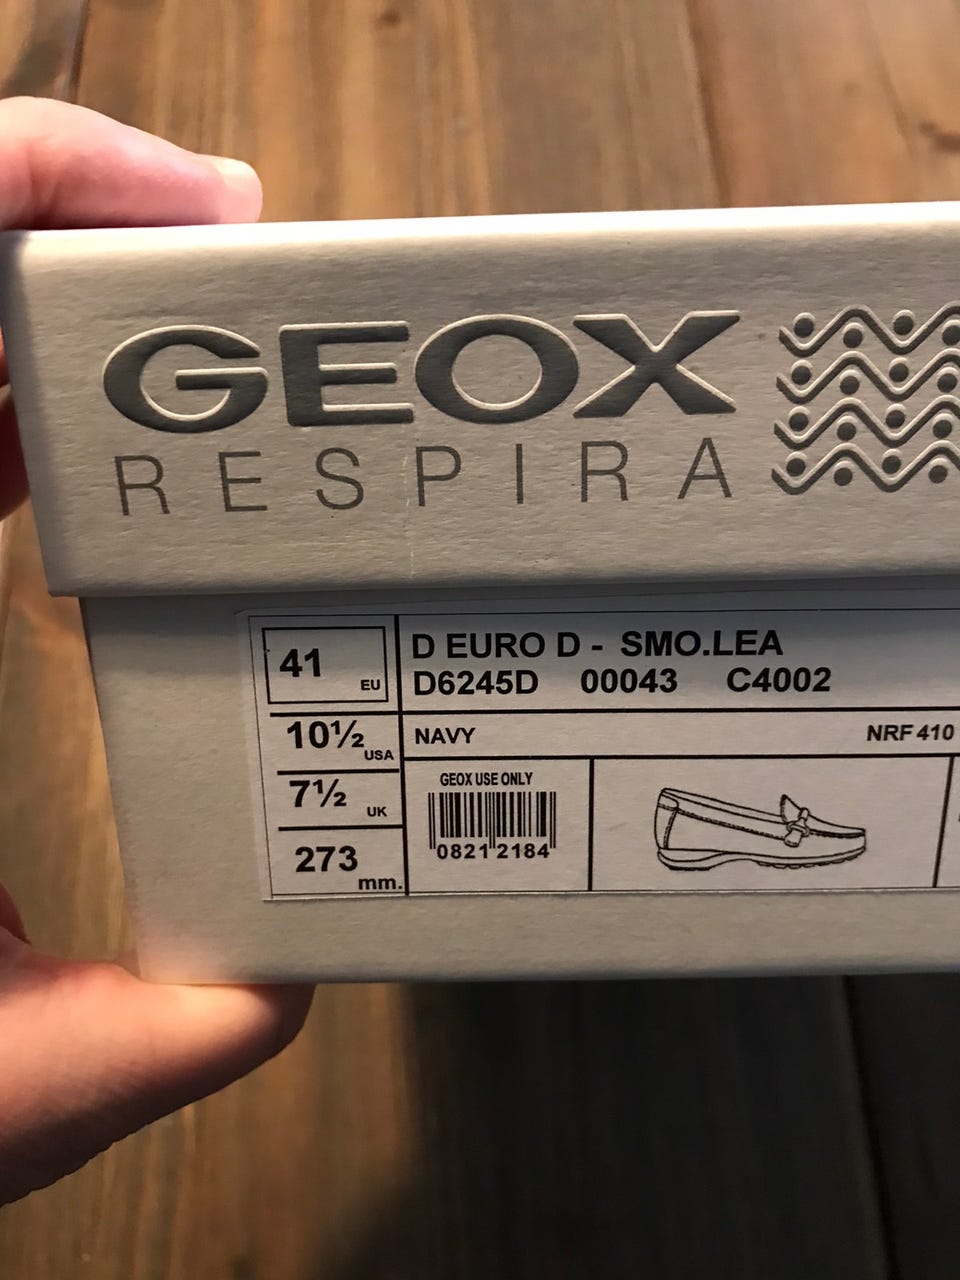 GEOX
RESPIRA
41 EU
D EURO D - SMO.LEA
D6245D 00043 C4002
10½ USA
NAVY NRF 410
7½ UK
GEOX USE ONLY
0821 2184
273 mm.